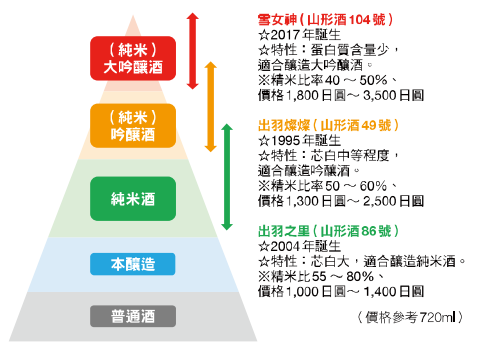 （純米）
大吟釀酒
（純米）
吟釀酒
純米酒
本釀造
普通酒
雪女神（山形酒104號）
☆2017年誕生
☆特性：蛋白質含量少，
適合釀造大吟釀酒。
※精米比率40～50%、
價格1,800日圓～3,500日圓
出羽燦燦（山形酒49號）
☆1995年誕生
☆特性：芯白中等程度，
適合釀造吟釀酒。
※精米比率50～60%、
價格1,300日圓～2,500日圓
出羽之里（山形酒86號）
☆2004年誕生
☆特性：芯白大，適合釀造純米酒。
※精米比55～80%、
價格1,000日圓～1,400日圓
（價格參考720ml）